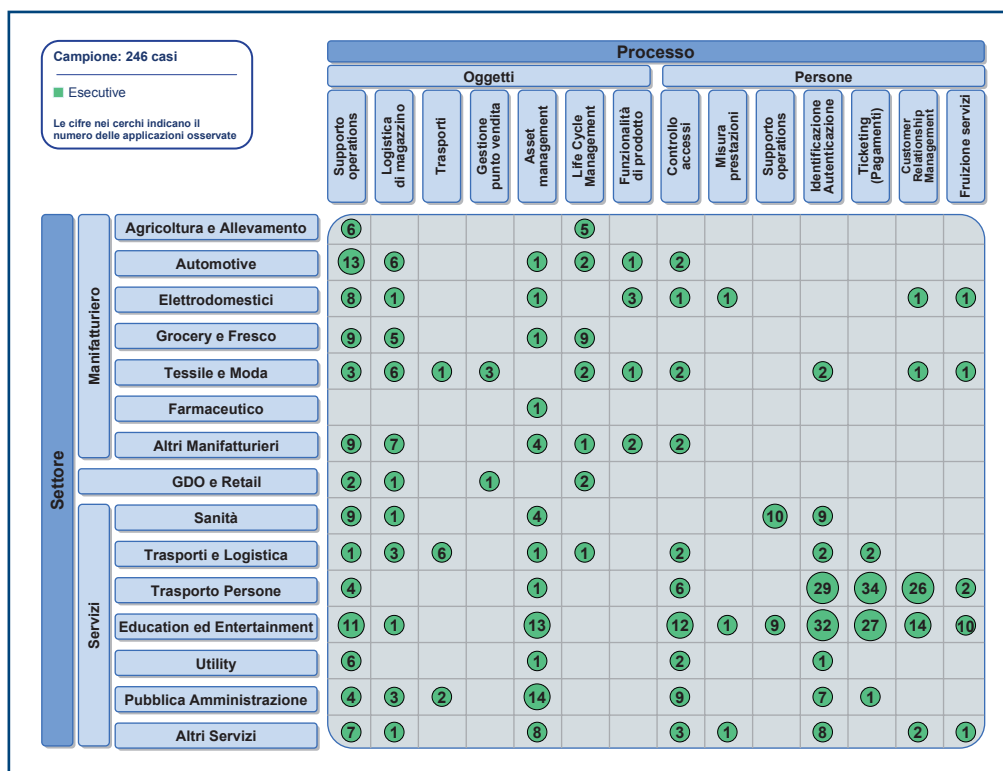 Campione: 246 casi
Esecutive
Le cifre nei cerchi indicano il
numero delle applicazioni osservate
Processo
Oggetti Persone
Supporto
operations
Logistica
di magazzino
Trasporti
Gestione
punto vendita
Asset
management
Life Cycle
Management
Funzionalità
di prodotto
Controllo
accessi
Misura
prestazioni
Supporto
operations
Identificazione
Autenticazione
Ticketing
(Pagamenti)
Customer
Relationship
Management
Fruizione servizi
Settore
Manifatturiero
Agricoltura e Allevamento 6 5
Automotive 13 6 1 2 1 2
Elettrodomestici 8 1 1 3 1 1 1 1
Grocery e Fresco 9 5 1 9
Tessile e Moda 3 6 1 3 2 1 2 2 1 1
Farmaceutico 1
Altri Manifatturieri 9 7 4 1 2 2
GDO e Retail 2 1 1 2
Servizi
Sanità 9 1 4 10 9
Trasporti e Logistica 1 3 6 1 1 2 2 2
Trasporto Persone 4 1 6 29 34 26 2
Education ed Entertainment 11 1 13 12 1 9 32 27 14 10
Utility 6 1 2 1
Pubblica Amministrazione 4 3 2 14 9 7 1
Altri Servizi 7 1 8 3 1 8 2 1